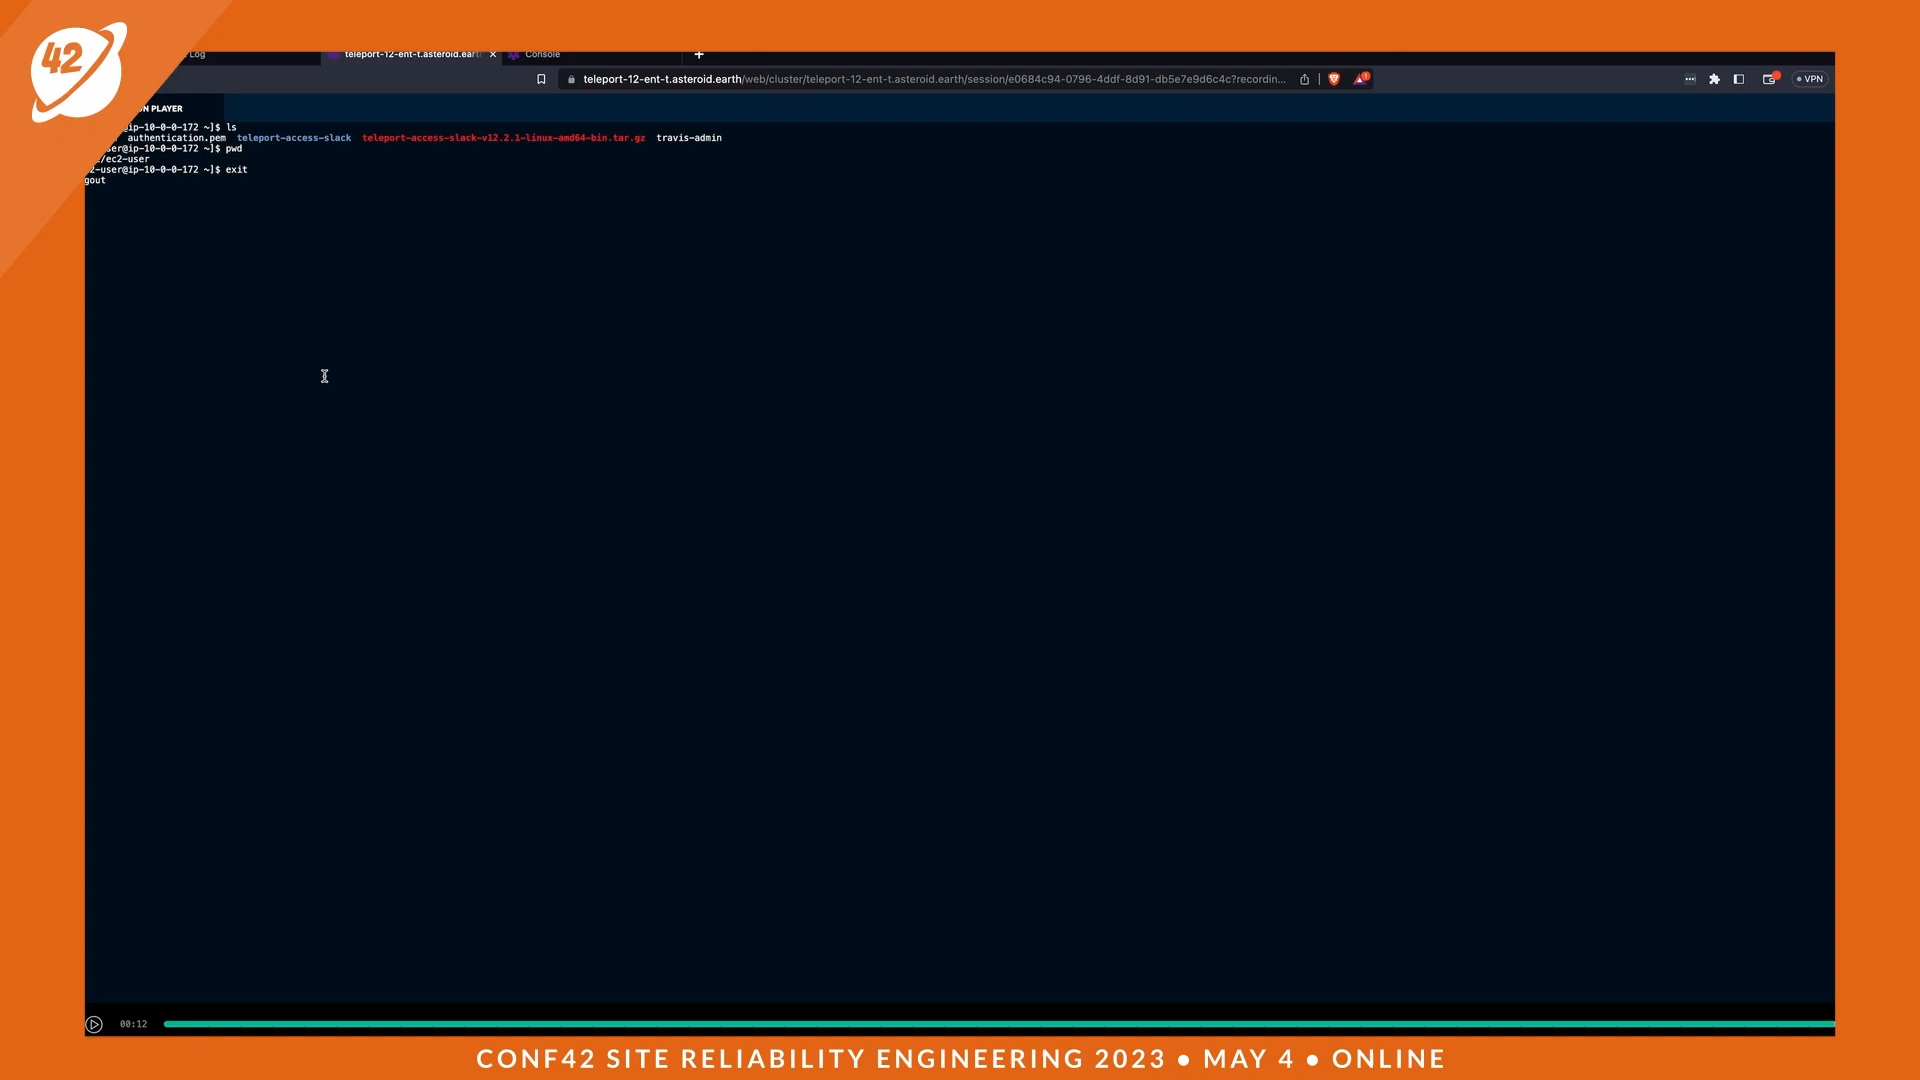 42
Log
teleport-12-ent-t.asteroid.eart
Console
teleport-12-ent-t.asteroid.earth/web/cluster/teleport-12-ent-t.asteroid.earth/session/e0684c94-0796-4ddf-8d91-db5e7e9d6c4c?recordin...
1
VPN
N PLAYER
ip-10-0-0-172 ~]$ ls
authentication.pem teleport-access-slack teleport-access-slack-v12.2.1-linux-amd64-bin.tar.gz travis-admin
ser@ip-10-0-0-172 ~]$ pwd
/ec2-user
2-user@ip-10-0-0-172 ~]$ exit
gout
00:12
CONF42 SITE RELIABILITY ENGINEERING 2023 • MAY 4 • ONLINE